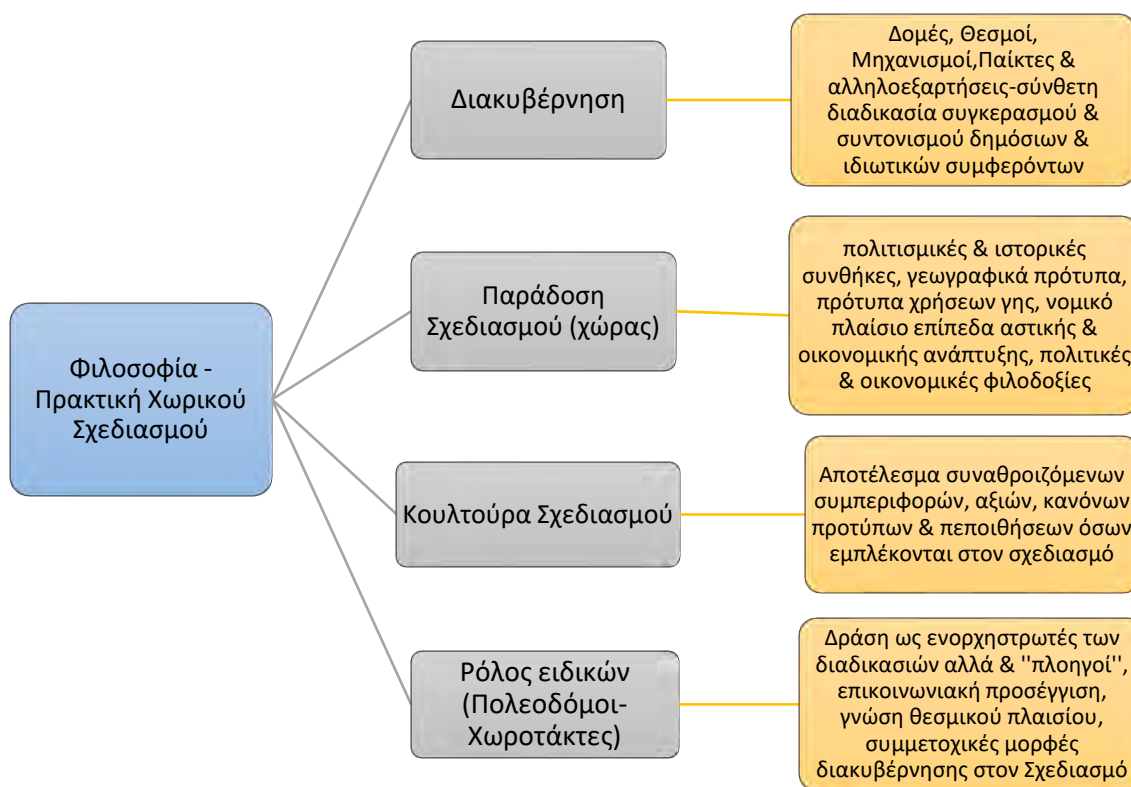 Φιλοσοφία -
Πρακτική Χωρικού
Σχεδιασμού
Διακυβέρνηση
Δομές, Θεσμοί,
Μηχανισμοί,Παίκτες &
αλληλοεξαρτήσεις-σύνθετη
διαδικασία συγκερασμού &
συντονισμού δημόσιων &
ιδιωτικών συμφερόντων
Παράδοση
Σχεδιασμού (χώρας)
πολιτισμικές & ιστορικές
συνθήκες, γεωγραφικά πρότυπα,
πρότυπα χρήσεων γης, νομικό
πλαίσιο επίπεδα αστικής &
οικονομικής ανάπτυξης, πολιτικές
& οικονομικές φιλοδοξίες
Κουλτούρα Σχεδιασμού
Αποτέλεσμα συναθροιζόμενων
συμπεριφορών, αξιών, κανόνων
προτύπων & πεποιθήσεων όσων
εμπλέκονται στον σχεδιασμό
Ρόλος ειδικών
(Πολεοδόμοι-
Χωροτάκτες)
Δράση ως ενορχηστρωτές των
διαδικασιών αλλά & ''πλοηγοί'',
επικοινωνιακή προσέγγιση,
γνώση θεσμικού πλαισίου,
συμμετοχικές μορφές
διακυβέρνησης στον Σχεδιασμό